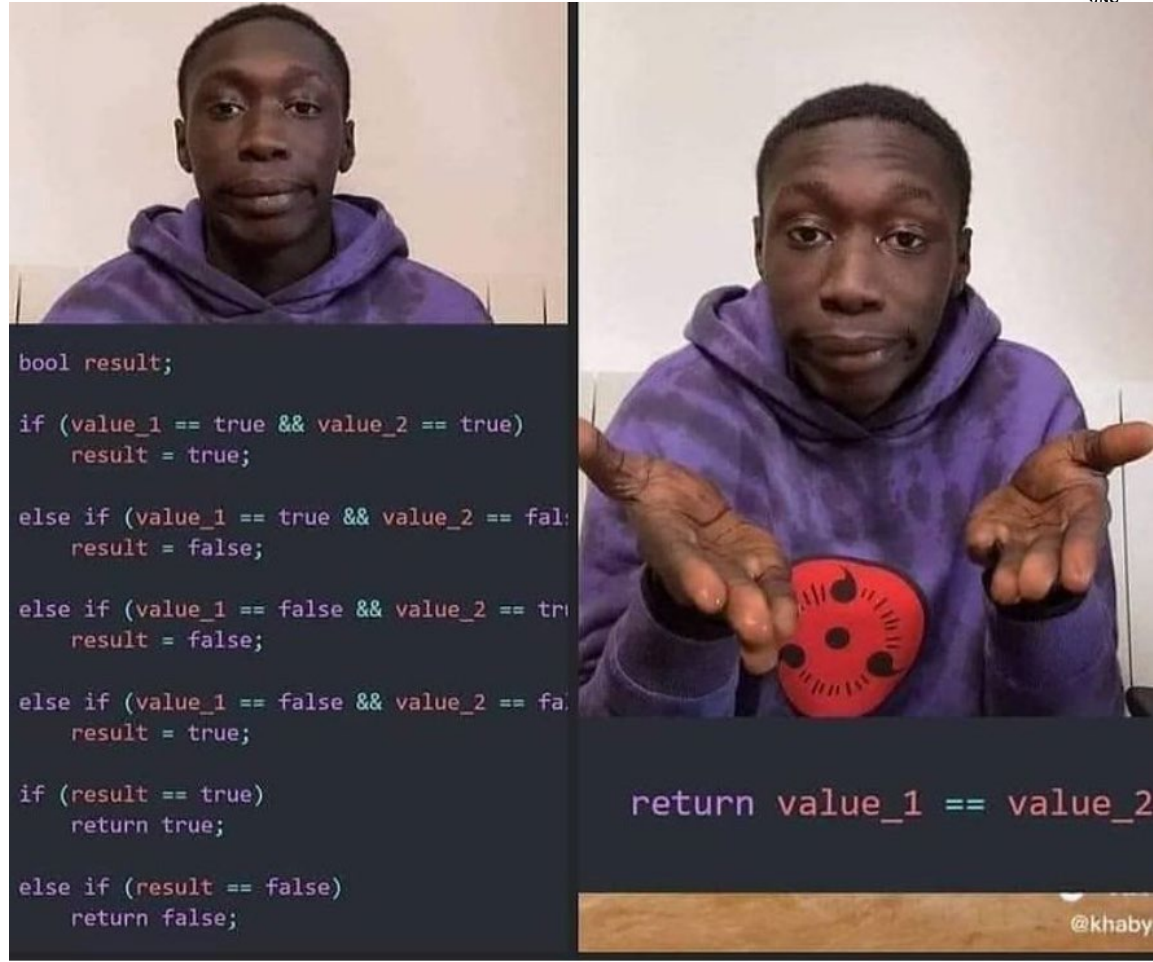 bool result;
if (value_1 == true && value_2 == true)
result = true;
else if (value_1 == true && value_2 == fals
result = false;
else if (value_1 == false && value_2 == tru
result = false;
else if (value_1 == false && value_2 == fa
result = true;
if (result == true)
return true;
else if (result == false)
return false;
return value_1 == value_2
@khaby